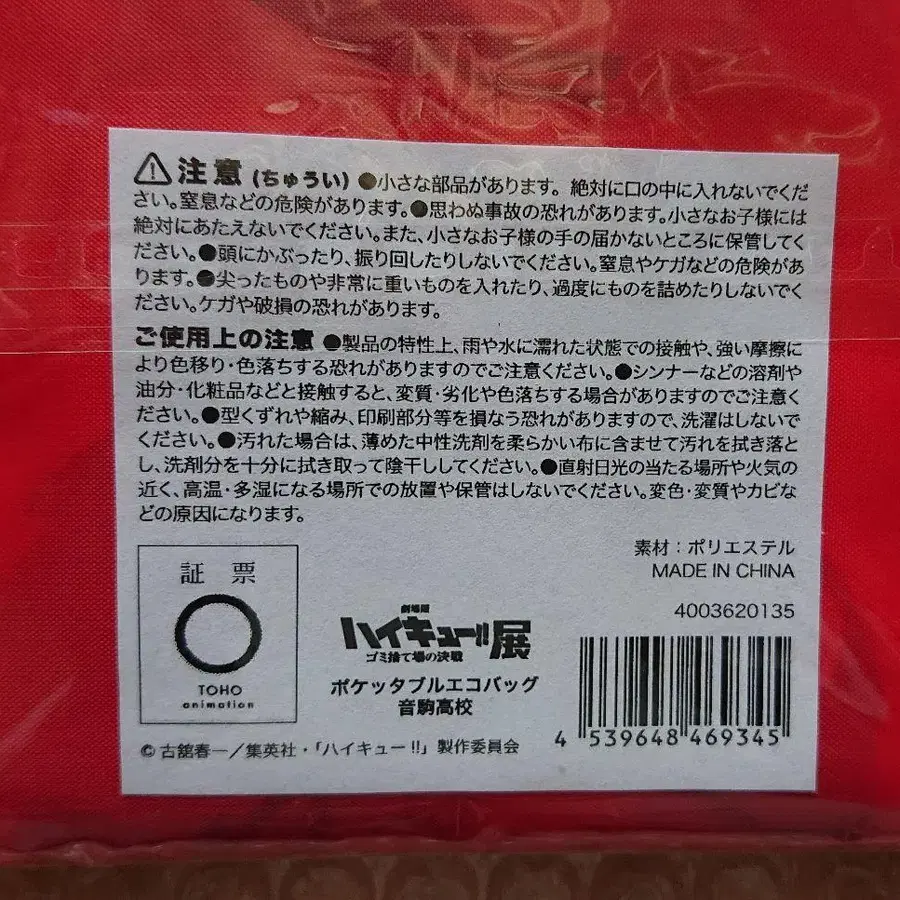 ⚠注意(ちゅうい)●小さな部品があります。絶対に口の中に入れないでくだ
さい。窒息などの危険があります。●思わぬ事故の恐れがあります。小さなお子様には
絶対にあたえないでください。また、小さなお子様の手の届かないところに保管してく
ださい。●頭にかぶったり、振り回したりしないでください。窒息やケガなどの危険があ
ります。●尖ったものや非常に重いものを入れたり、過度にものを詰めたりしないでくだ
さい。ケガや破損の恐れがあります。
ご使用上の注意 ●製品の特性上、雨や水に濡れた状態での接触や、強い摩擦に
より色移り・色落ちする恐れがありますのでご注意ください。●シンナーなどの溶剤や
油分・化粧品などと接触すると、変質・劣化や色落ちする場合がありますのでご注意く
ださい。●型くずれや縮み、印刷部分等を損なう恐れがありますので、洗濯はしないで
ください。●汚れた場合は、薄めた中性洗剤を柔らかい布に含ませて汚れを拭き落と
し、洗剤分を十分に拭き取って陰干ししてください。●直射日光の当たる場所や火気の
近く、高温・多湿になる場所での放置や保管はしないでください。変色・変質やカビな
どの原因になります。
素材：ポリエステル
MADE IN CHINA
4003620135
証票
TOHO
animation
劇場版
ハイキュー!!展
ゴミ捨て場の決戦
ポケッタブルエコバッグ
音駒高校
4 539648 469345
© 古舘春一／集英社・「ハイキュー!!」製作委員会